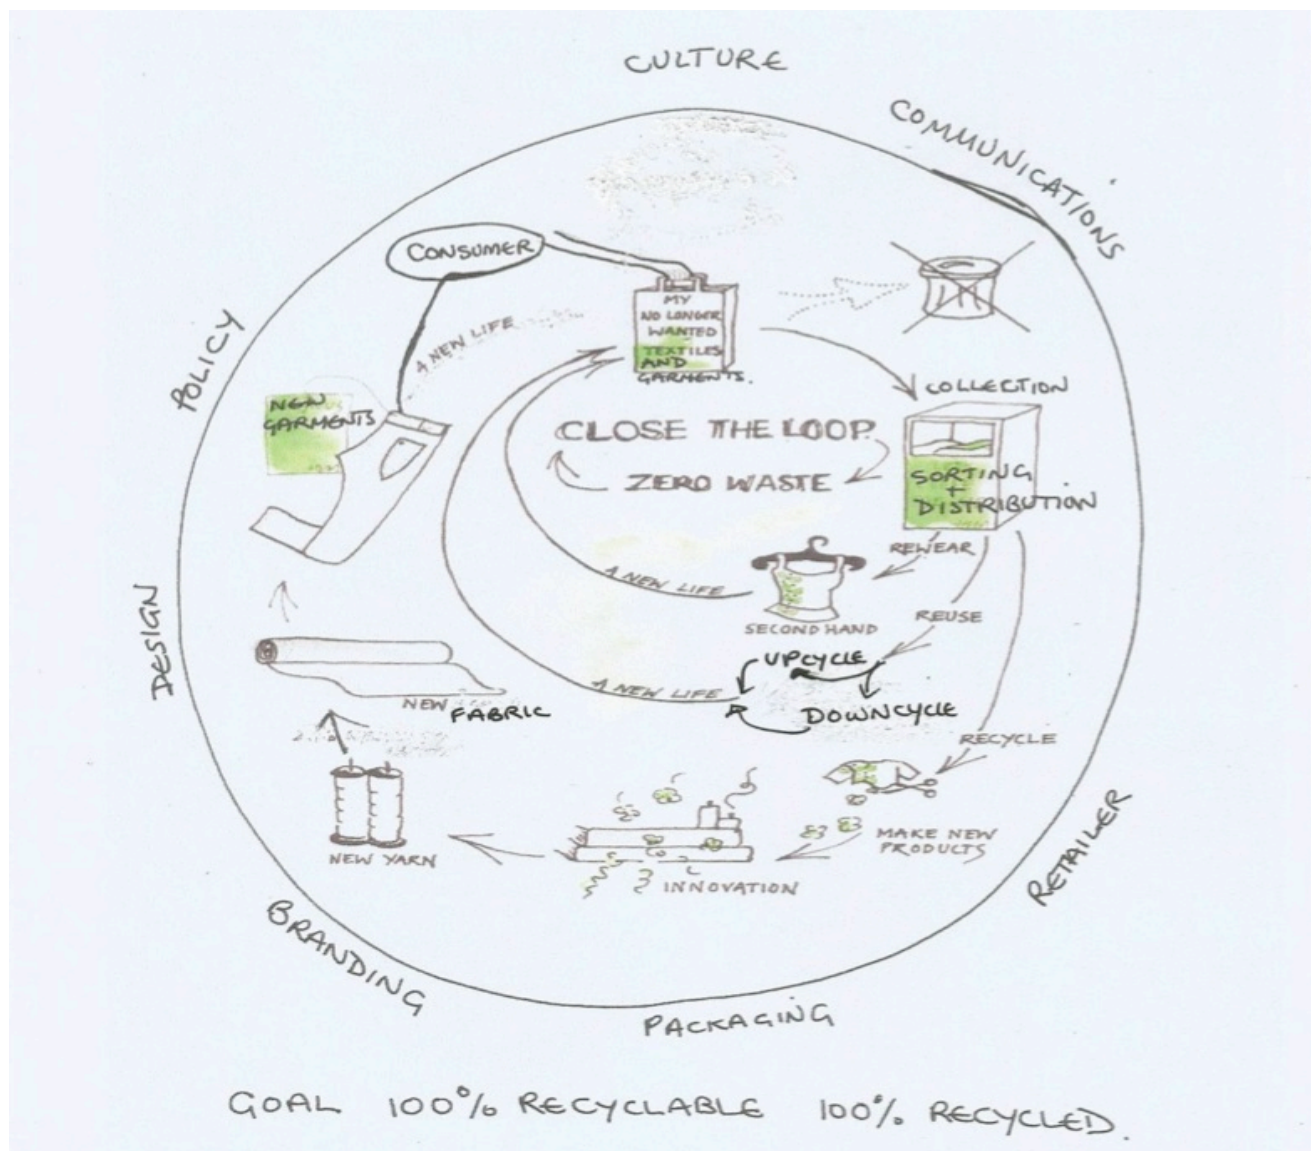 CULTURE
COMMUNICATIONS
CONSUMER
MY
NO LONGER
WANTED
TEXTILES
AND
GARMENTS.
A NEW LIFE
POLICY
NEW
GARMENTS
COLLECTION
CLOSE THE LOOP
ZERO WASTE
SORTING
+
DISTRIBUTION
REWEAR
A NEW LIFE
SECOND HAND
REUSE
DESIGN
UPCYCLE
A NEW LIFE
NEW FABRIC
DOWNCYCLE
RECYCLE
MAKE NEW
PRODUCTS
NEW YARN
INNOVATION
RETAILER
BRANDING
PACKAGING
GOAL 100% RECYCLABLE 100% RECYCLED.